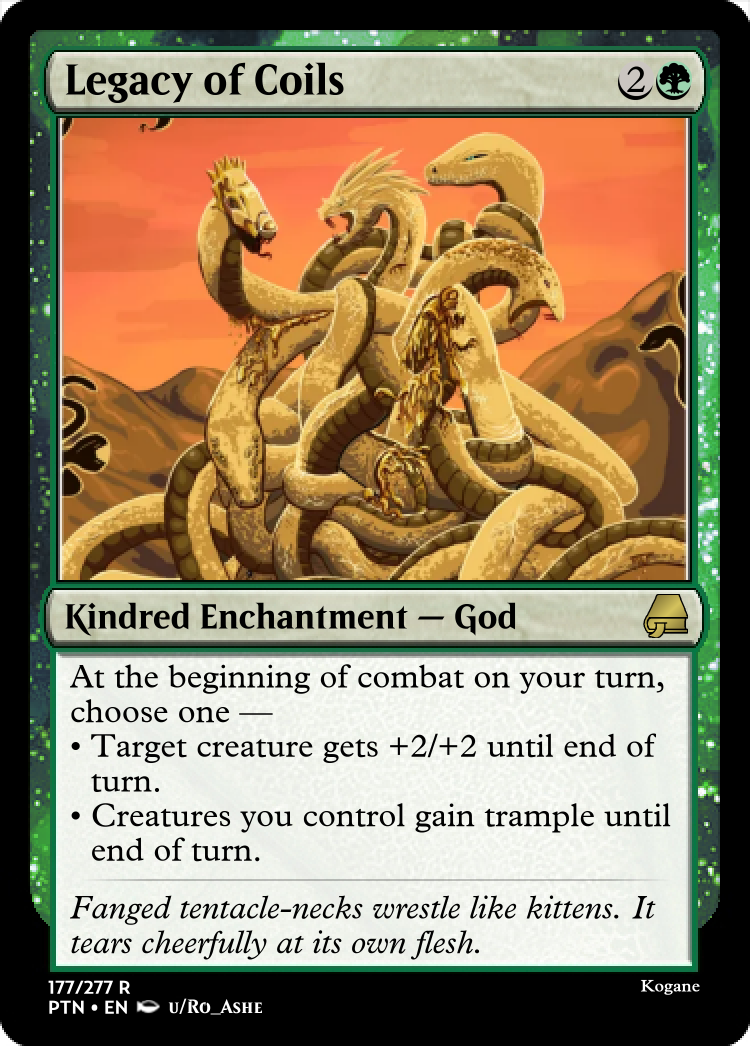 Legacy of Coils 2
Kindred Enchantment — God
At the beginning of combat on your turn,
choose one —
• Target creature gets +2/+2 until end of
turn.
• Creatures you control gain trample until
end of turn.
Fanged tentacle-necks wrestle like kittens. It
tears cheerfully at its own flesh.
177/277 R
Kogane
PTN • EN u/Ro_Ashe